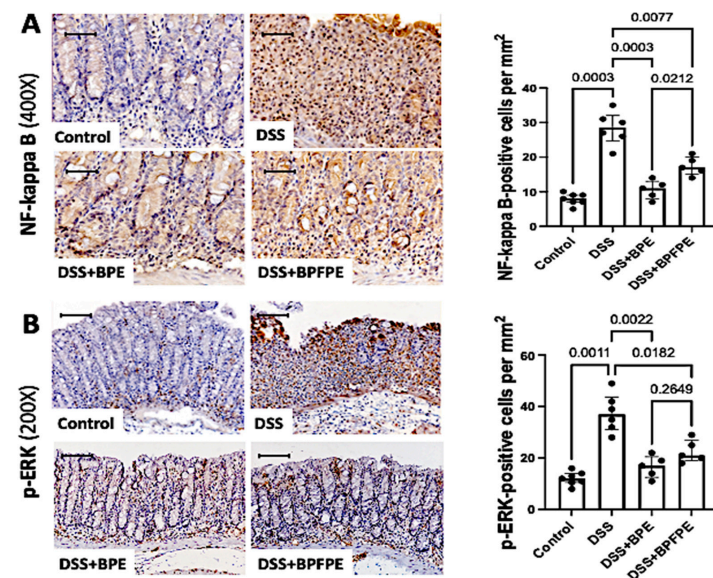 A
NF-kappa B (400X)
Control
DSS
DSS+BPE
DSS+BPFPE
NF-kappa B-positive cells per mm²
40
30
20
10
0
0.0077
0.0003
0.0003
0.0212
Control
DSS
DSS+BPE
DSS+BPFPE
B
p-ERK (200X)
Control
DSS
DSS+BPE
DSS+BPFPE
p-ERK-positive cells per mm²
60
40
20
0
0.0022
0.0011
0.0182
0.2649
Control
DSS
DSS+BPE
DSS+BPFPE